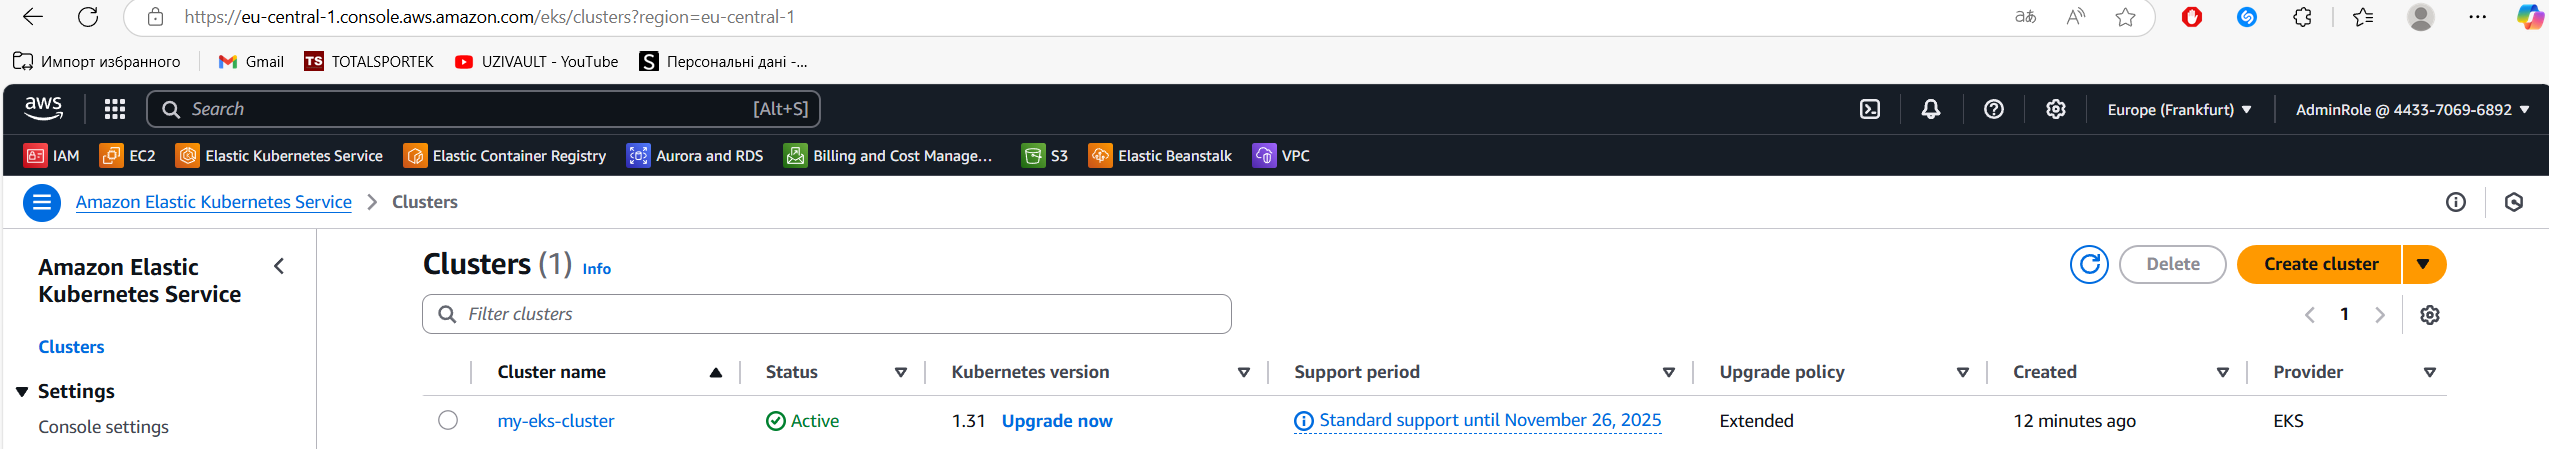 https://eu-central-1.console.aws.amazon.com/eks/clusters?region=eu-central-1
Импорт избранного Gmail TOTALSPORTEK UZIVAULT - YouTube Персональні дані -...
aws Search [Alt+S] Europe (Frankfurt) AdminRole @ 4433-7069-6892
IAM EC2 Elastic Kubernetes Service Elastic Container Registry Aurora and RDS Billing and Cost Manage... S3 Elastic Beanstalk VPC
Amazon Elastic Kubernetes Service > Clusters
Amazon Elastic
Kubernetes Service
Clusters
Settings
Console settings
Clusters (1) Info
Delete
Create cluster
Filter clusters
1
Cluster name Status Kubernetes version Support period Upgrade policy Created Provider
my-eks-cluster Active 1.31 Upgrade now Standard support until November 26, 2025 Extended 12 minutes ago EKS